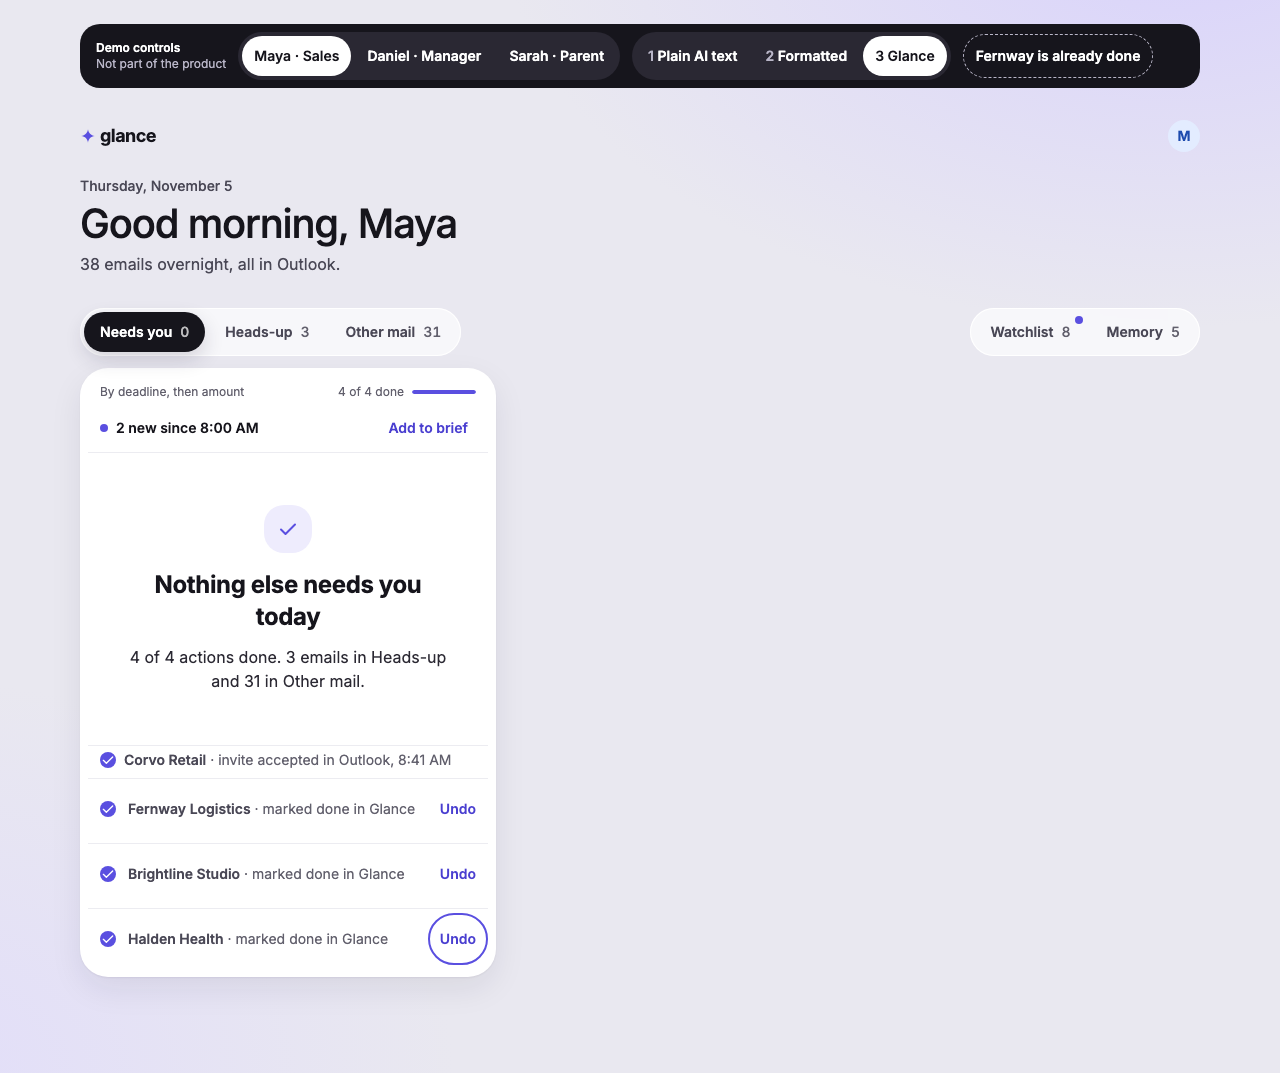 Demo controls
Not part of the product
Maya · Sales
Daniel · Manager
Sarah · Parent
1 Plain AI text
2 Formatted
3 Glance
Fernway is already done
glance
M
Thursday, November 5
Good morning, Maya
38 emails overnight, all in Outlook.
Needs you 0
Heads-up 3
Other mail 31
Watchlist 8
Memory 5
By deadline, then amount
4 of 4 done
2 new since 8:00 AM
Add to brief
Nothing else needs you
today
4 of 4 actions done. 3 emails in Heads-up
and 31 in Other mail.
Corvo Retail · invite accepted in Outlook, 8:41 AM
Fernway Logistics · marked done in Glance
Undo
Brightline Studio · marked done in Glance
Undo
Halden Health · marked done in Glance
Undo